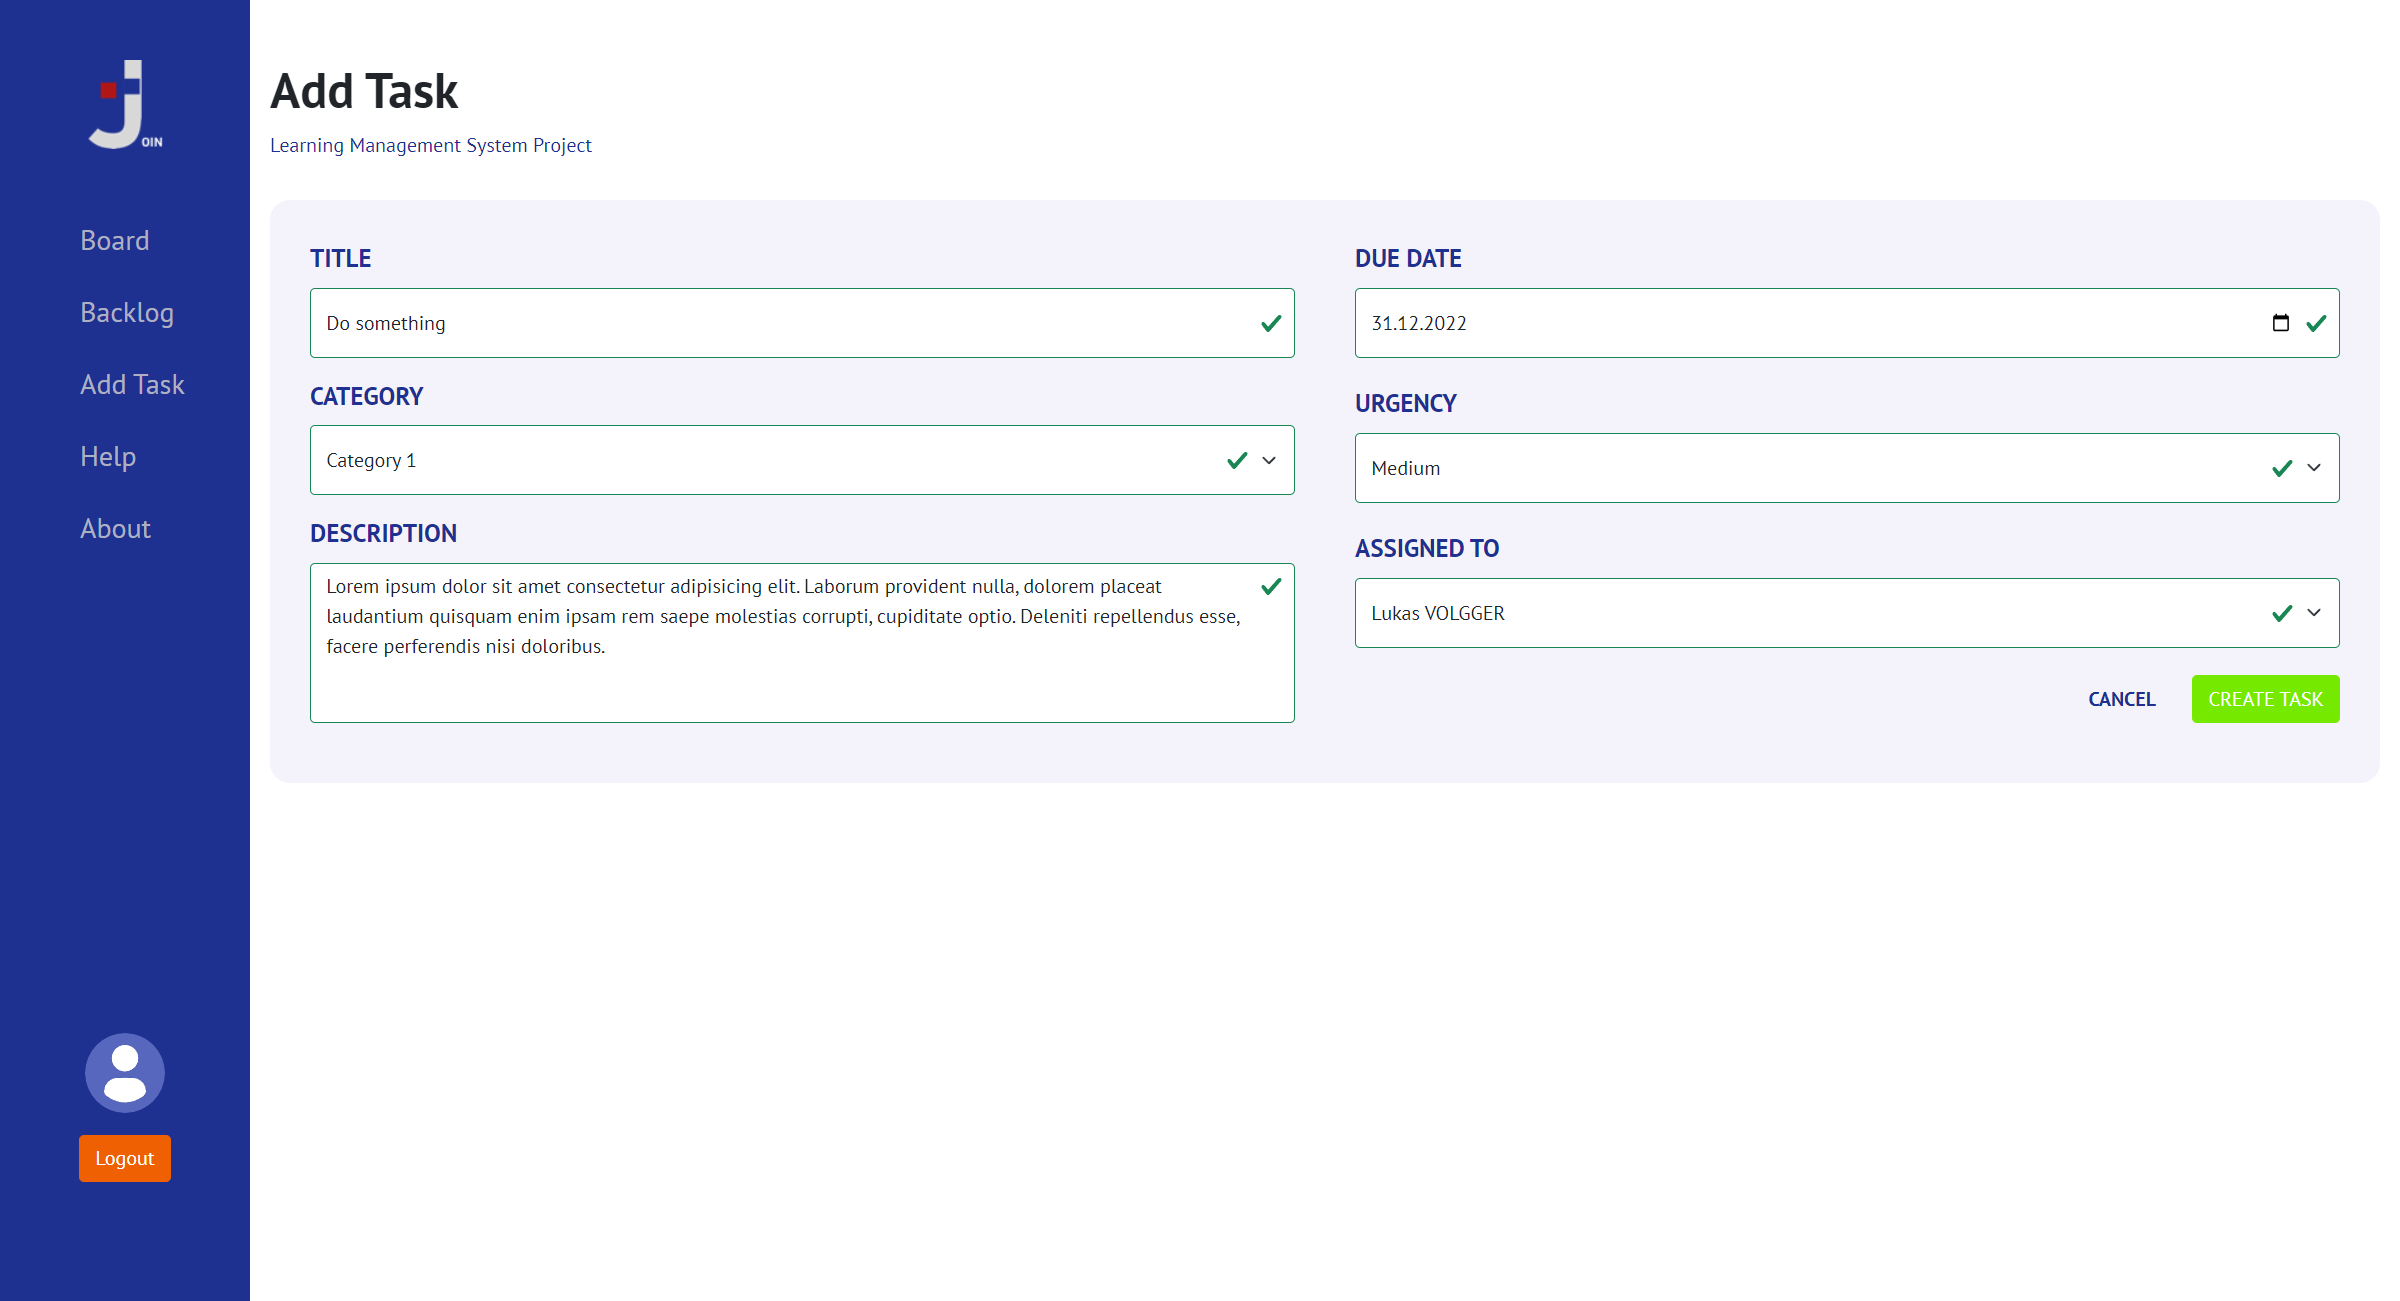 OIN
Board
Backlog
Add Task
Help
About
Logout
Add Task
Learning Management System Project
TITLE
Do something
CATEGORY
Category 1
DESCRIPTION
Lorem ipsum dolor sit amet consectetur adipisicing elit. Laborum provident nulla, dolorem placeat
laudantium quisquam enim ipsam rem saepe molestias corrupti, cupiditate optio. Deleniti repellendus esse,
facere perferendis nisi doloribus.
DUE DATE
31.12.2022
URGENCY
Medium
ASSIGNED TO
Lukas VOLGGER
CANCEL
CREATE TASK